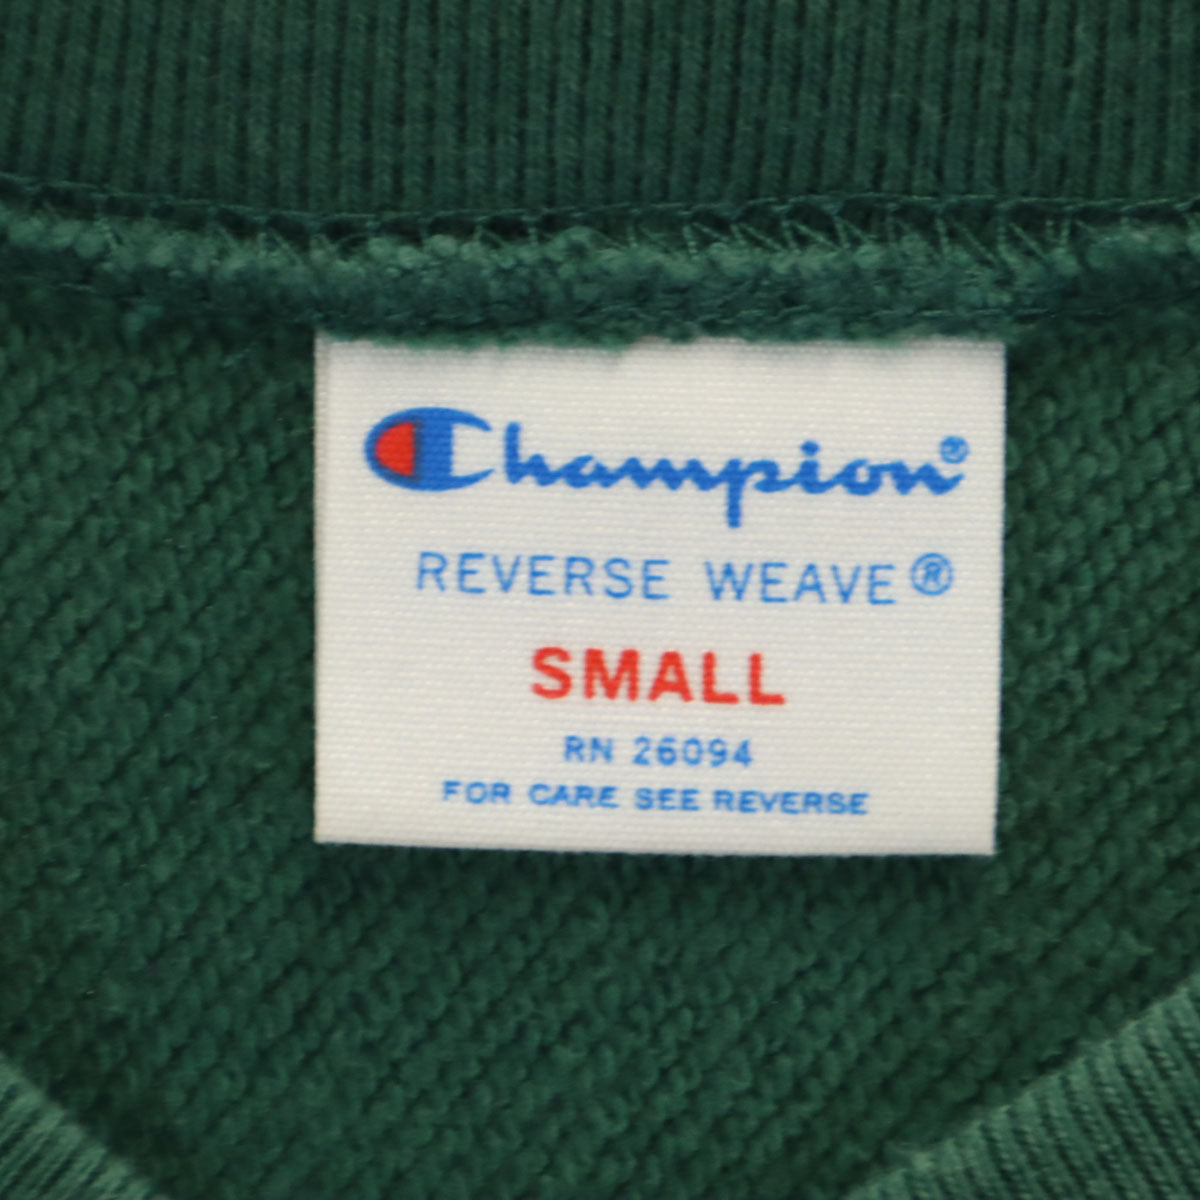 Champion®
REVERSE WEAVE®
SMALL
RN 26094
FOR CARE SEE REVERSE